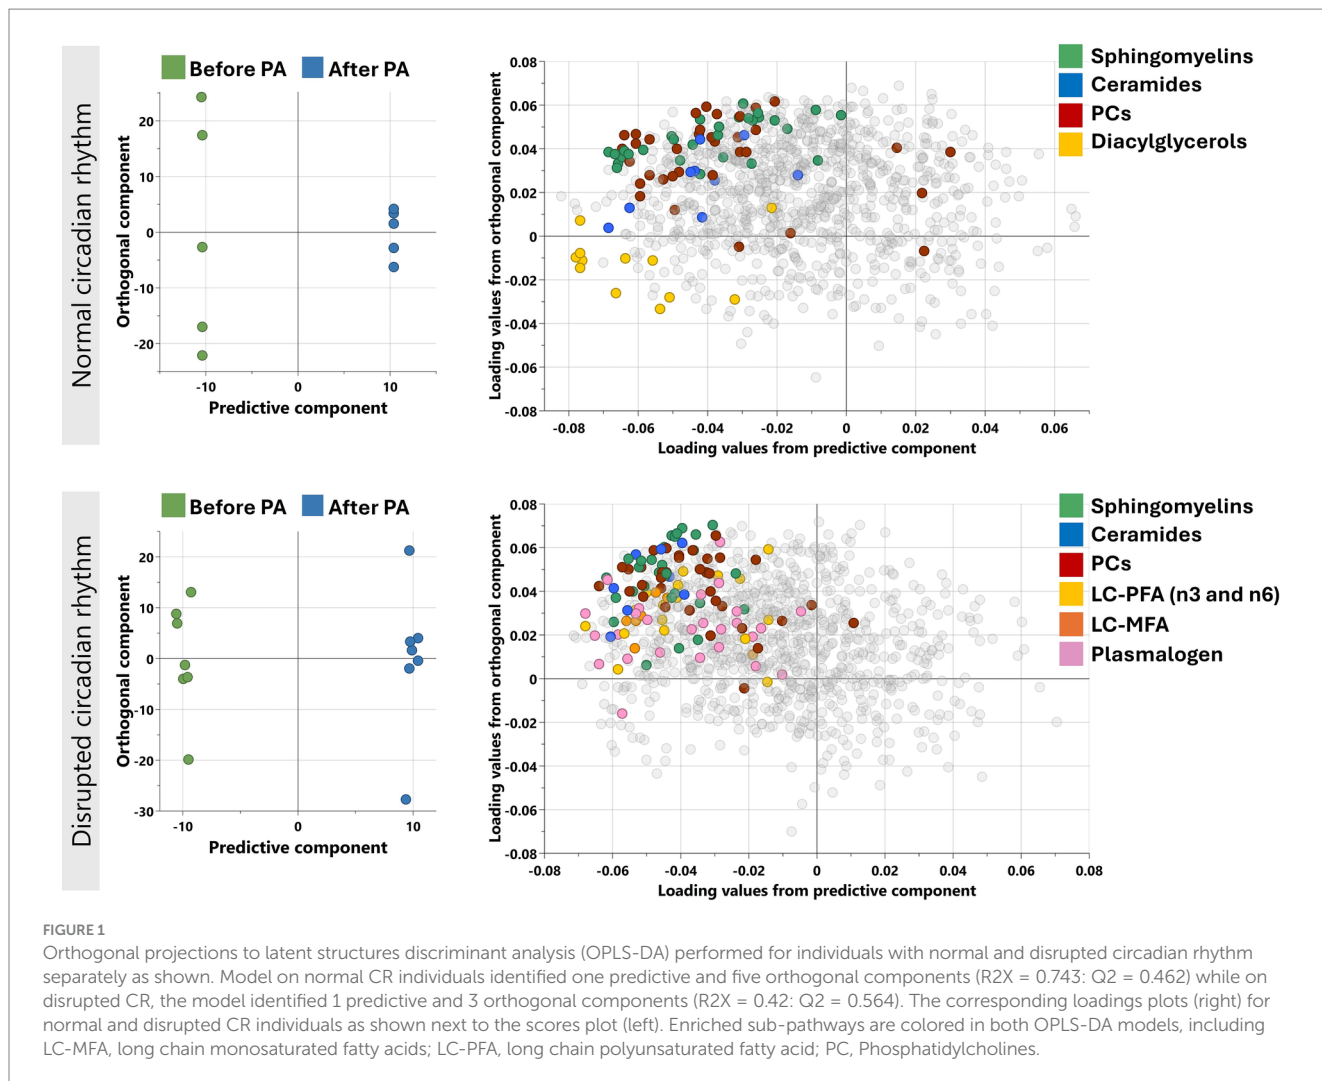 Normal circadian rhythm
Before PA
After PA
Orthogonal component
20
10
0
-10
-20
-10
0
10
Predictive component
Loading values from orthogonal component
0.08
0.06
0.04
0.02
0
-0.02
-0.04
-0.06
-0.08
-0.08
-0.06
-0.04
-0.02
0
0.02
0.04
0.06
Loading values from predictive component
Sphingomyelins
Ceramides
PCs
Diacylglycerols
Disrupted circadian rhythm
Before PA
After PA
Orthogonal component
20
10
0
-10
-20
-30
-10
0
10
Predictive component
Loading values from orthogonal component
0.08
0.06
0.04
0.02
0
-0.02
-0.04
-0.06
-0.08
-0.08
-0.06
-0.04
-0.02
0
0.02
0.04
0.06
0.08
Loading values from predictive component
Sphingomyelins
Ceramides
PCs
LC-PFA (n3 and n6)
LC-MFA
Plasmalogen
FIGURE 1
Orthogonal projections to latent structures discriminant analysis (OPLS-DA) performed for individuals with normal and disrupted circadian rhythm
separately as shown. Model on normal CR individuals identified one predictive and five orthogonal components (R2X = 0.743: Q2 = 0.462) while on
disrupted CR, the model identified 1 predictive and 3 orthogonal components (R2X = 0.42: Q2 = 0.564). The corresponding loadings plots (right) for
normal and disrupted CR individuals as shown next to the scores plot (left). Enriched sub-pathways are colored in both OPLS-DA models, including
LC-MFA, long chain monosaturated fatty acids; LC-PFA, long chain polyunsaturated fatty acid; PC, Phosphatidylcholines.